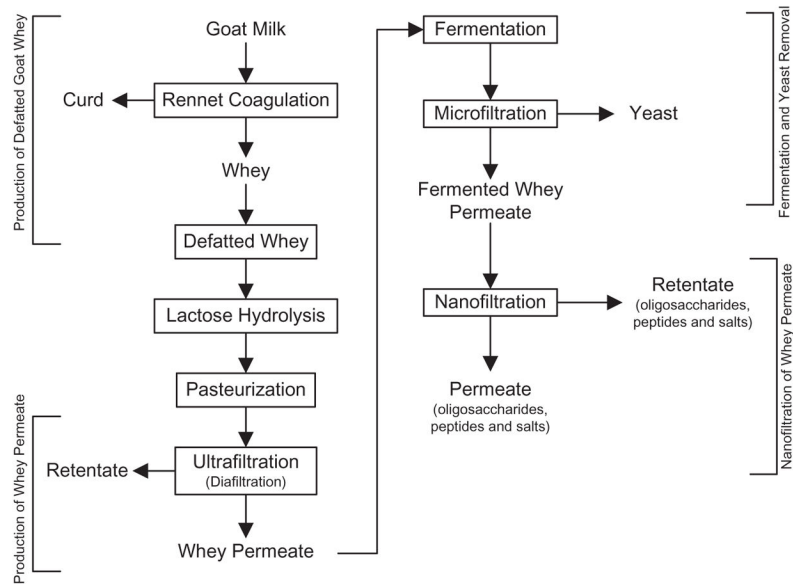 Production of Defatted Goat Whey
Goat Milk
Curd
Rennet Coagulation
Whey
Defatted Whey
Lactose Hydrolysis
Pasteurization
Production of Whey Permeate
Retentate
Ultrafiltration
(Diafiltration)
Whey Permeate
Fermentation
Microfiltration
Yeast
Fermented Whey
Permeate
Fermentation and Yeast Removal
Nanofiltration
Retentate
(oligosaccharides,
peptides and salts)
Permeate
(oligosaccharides,
peptides and salts)
Nanofiltration of Whey Permeate